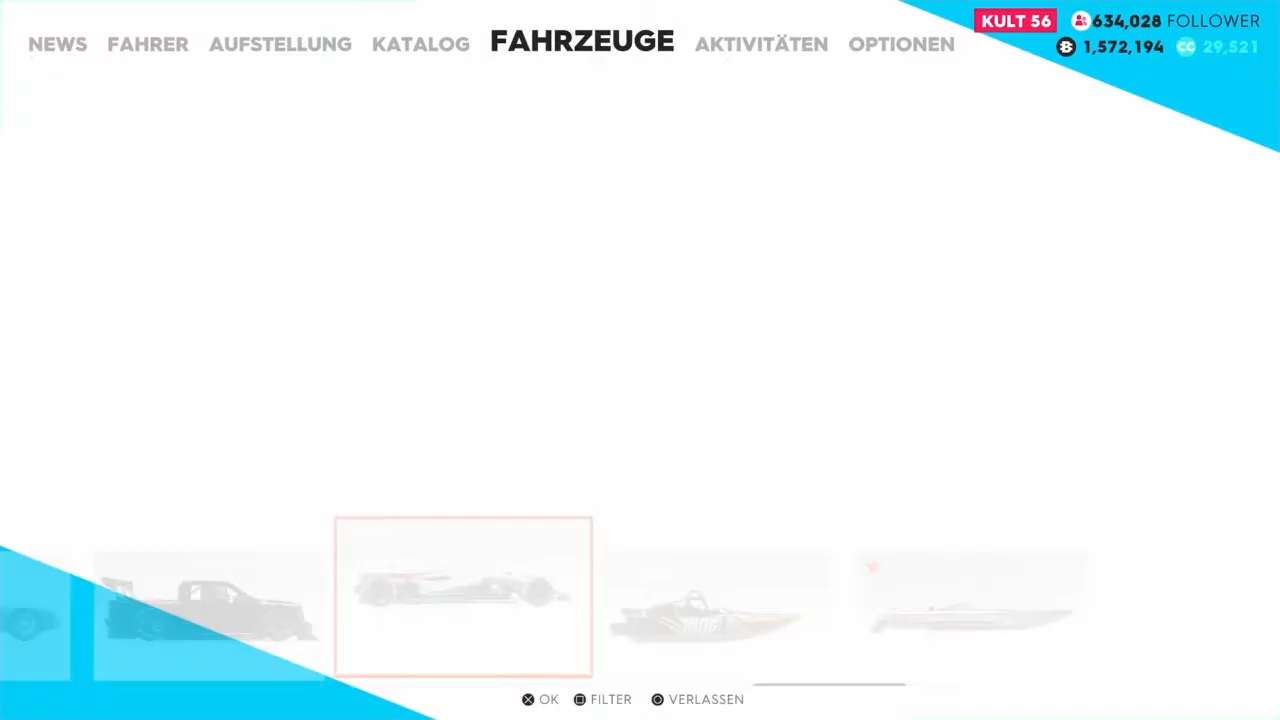 NEWS FAHRER AUFSTELLUNG KATALOG FAHRZEUGE AKTIVITÄTEN OPTIONEN
KULT 56 634,028 FOLLOWER
1,572,194 CC 29,521
OK FILTER VERLASSEN